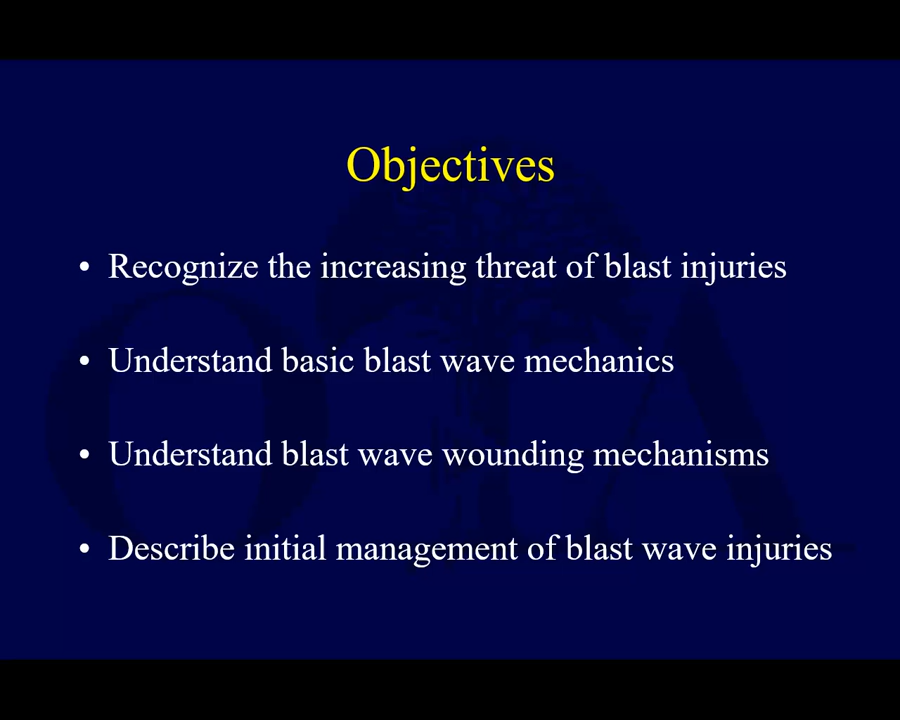 Objectives
• Recognize the increasing threat of blast injuries
• Understand basic blast wave mechanics
• Understand blast wave wounding mechanisms
• Describe initial management of blast wave injuries
OTA